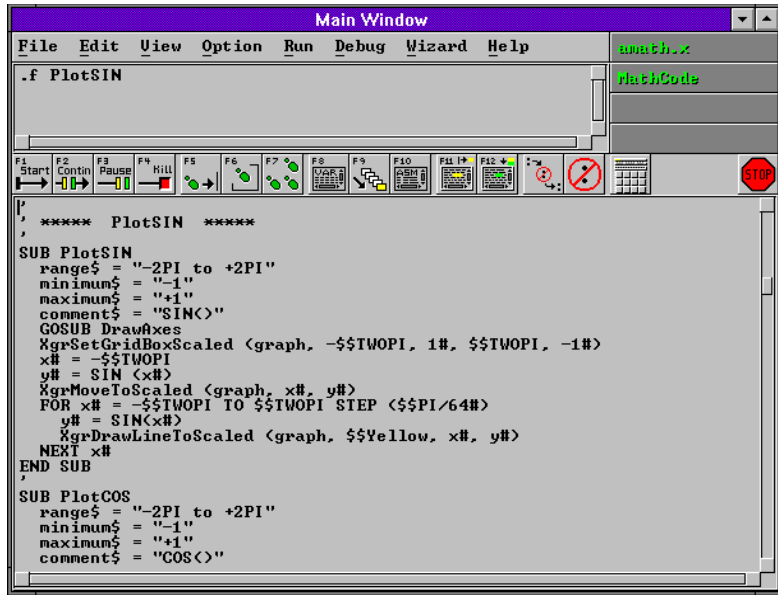 Main Window
File Edit View Option Run Debug Wizard Help
amath.x
.f PlotSIN
MathCode
F1 Start F2 Contin F3 Pause F4 Kill F5 F6 F7 F8 VAR F9 F10 ASM F11 F12 STOP
'
' ***** PlotSIN *****
'
SUB PlotSIN
range$ = "-2PI to +2PI"
minimum$ = "-1"
maximum$ = "+1"
comment$ = "SIN()"
GOSUB DrawAxes
XgrSetGridBoxScaled (graph, -$$TWOPI, 1#, $$TWOPI, -1#)
x# = -$$TWOPI
y# = SIN (x#)
XgrMoveToScaled (graph, x#, y#)
FOR x# = -$$TWOPI TO $$TWOPI STEP ($$PI/64#)
y# = SIN(x#)
XgrDrawLineToScaled (graph, $$Yellow, x#, y#)
NEXT x#
END SUB
'
SUB PlotCOS
range$ = "-2PI to +2PI"
minimum$ = "-1"
maximum$ = "+1"
comment$ = "COS()"